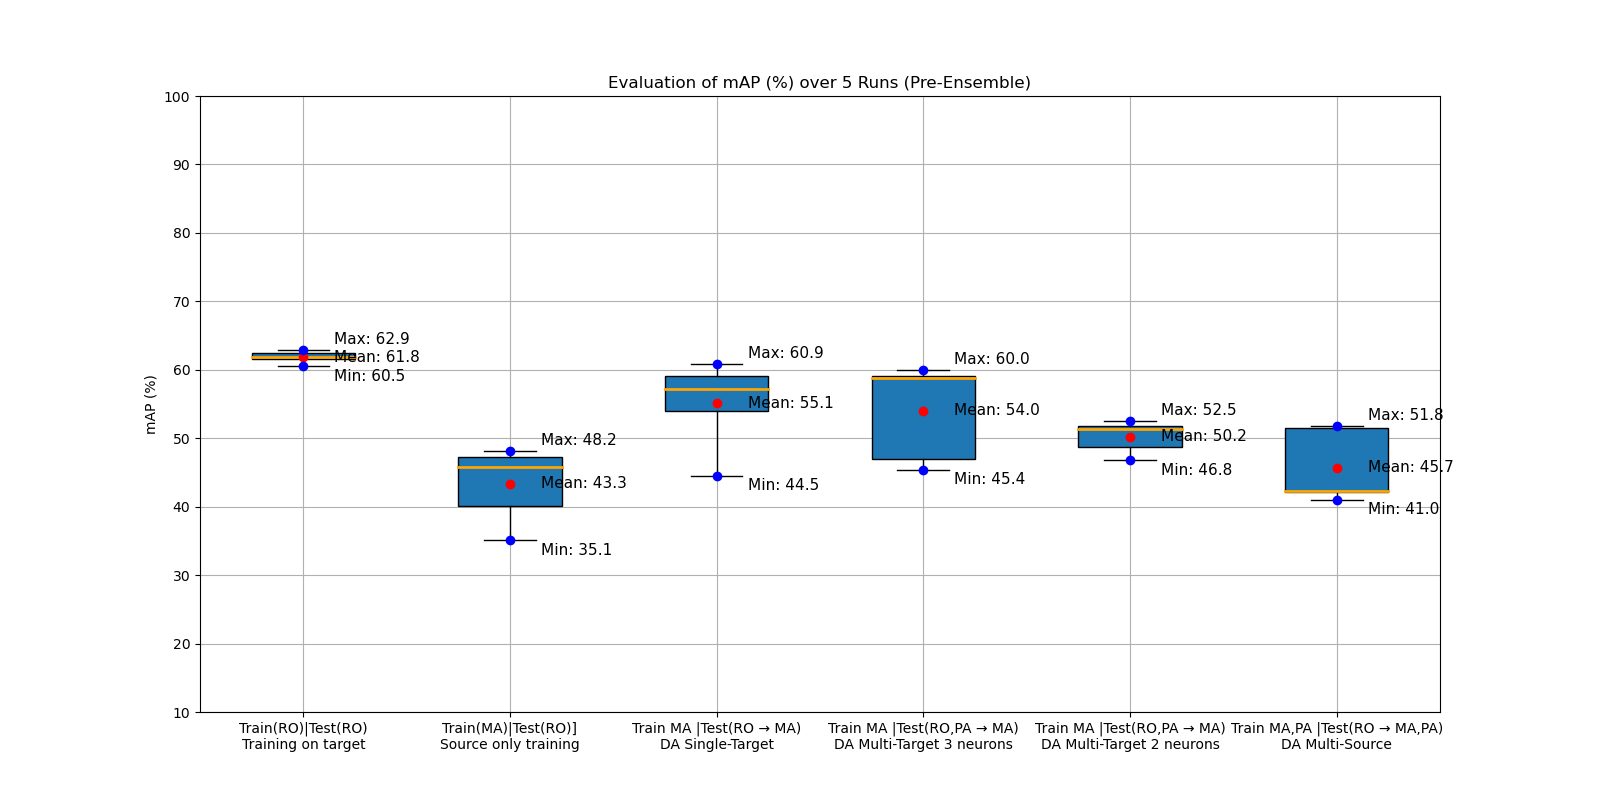 Evaluation of mAP (%) over 5 Runs (Pre-Ensemble)
mAP (%)
100
90
80
70
60
50
40
30
20
10
Max: 62.9
Mean: 61.8
Min: 60.5
Max: 48.2
Mean: 43.3
Min: 35.1
Max: 60.9
Mean: 55.1
Min: 44.5
Max: 60.0
Mean: 54.0
Min: 45.4
Max: 52.5
Mean: 50.2
Min: 46.8
Max: 51.8
Mean: 45.7
Min: 41.0
Train(RO)|Test(RO)
Training on target
Train(MA)|Test(RO)]
Source only training
Train MA |Test(RO → MA)
DA Single-Target
Train MA |Test(RO,PA → MA)
DA Multi-Target 3 neurons
Train MA |Test(RO,PA → MA)
DA Multi-Target 2 neurons
Train MA,PA |Test(RO → MA,PA)
DA Multi-Source